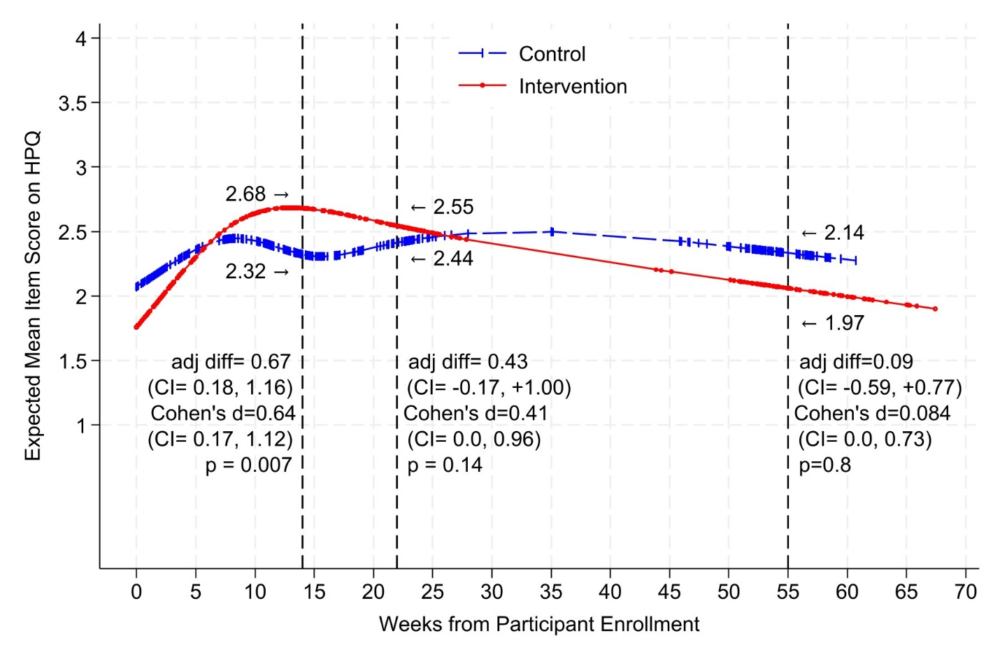 Expected Mean Item Score on HPQ
4
3.5
3
2.5
2
1.5
1
Control
Intervention
2.68 →
2.32 →
← 2.55
← 2.44
← 2.14
← 1.97
adj diff= 0.67
(CI= 0.18, 1.16)
Cohen's d=0.64
(CI= 0.17, 1.12)
p = 0.007
adj diff= 0.43
(CI= -0.17, +1.00)
Cohen's d=0.41
(CI= 0.0, 0.96)
p = 0.14
adj diff=0.09
(CI= -0.59, +0.77)
Cohen's d=0.084
(CI= 0.0, 0.73)
p=0.8
0 5 10 15 20 25 30 35 40 45 50 55 60 65 70
Weeks from Participant Enrollment